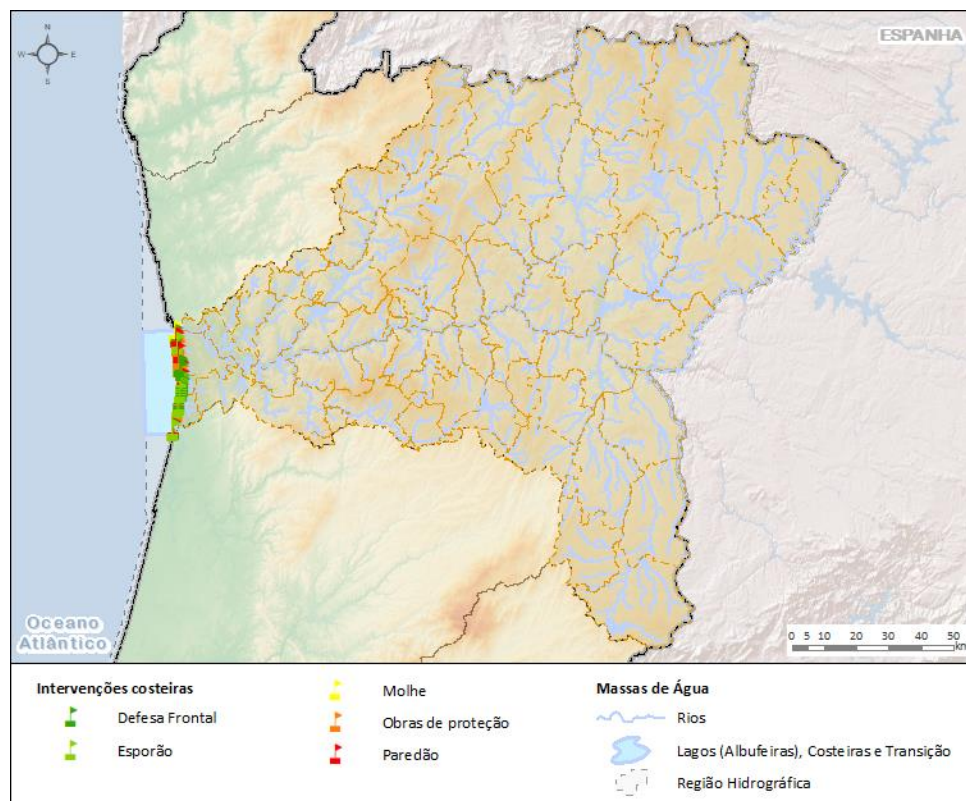 N
W E
S
ESPANHA
Oceano
Atlântico
0 5 10 20 30 40 50
km
Intervenções costeiras
Defesa Frontal
Esporão
Molhe
Obras de proteção
Paredão
Massas de Água
Rios
Lagos (Albufeiras), Costeiras e Transição
Região Hidrográfica